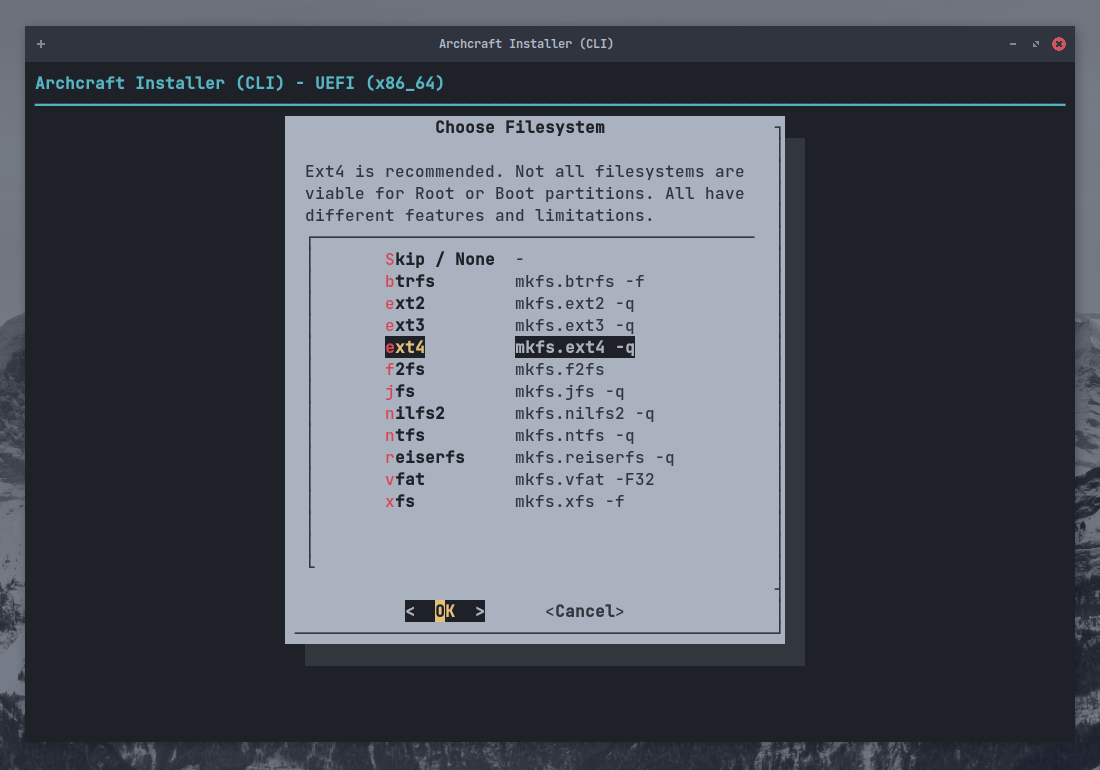 Archcraft Installer (CLI)
Archcraft Installer (CLI) - UEFI (x86_64)
Choose Filesystem
Ext4 is recommended. Not all filesystems are
viable for Root or Boot partitions. All have
different features and limitations.
Skip / None -
btrfs mkfs.btrfs -f
ext2 mkfs.ext2 -q
ext3 mkfs.ext3 -q
ext4 mkfs.ext4 -q
f2fs mkfs.f2fs
jfs mkfs.jfs -q
nilfs2 mkfs.nilfs2 -q
ntfs mkfs.ntfs -q
reiserfs mkfs.reiserfs -q
vfat mkfs.vfat -F32
xfs mkfs.xfs -f
< OK > <Cancel>